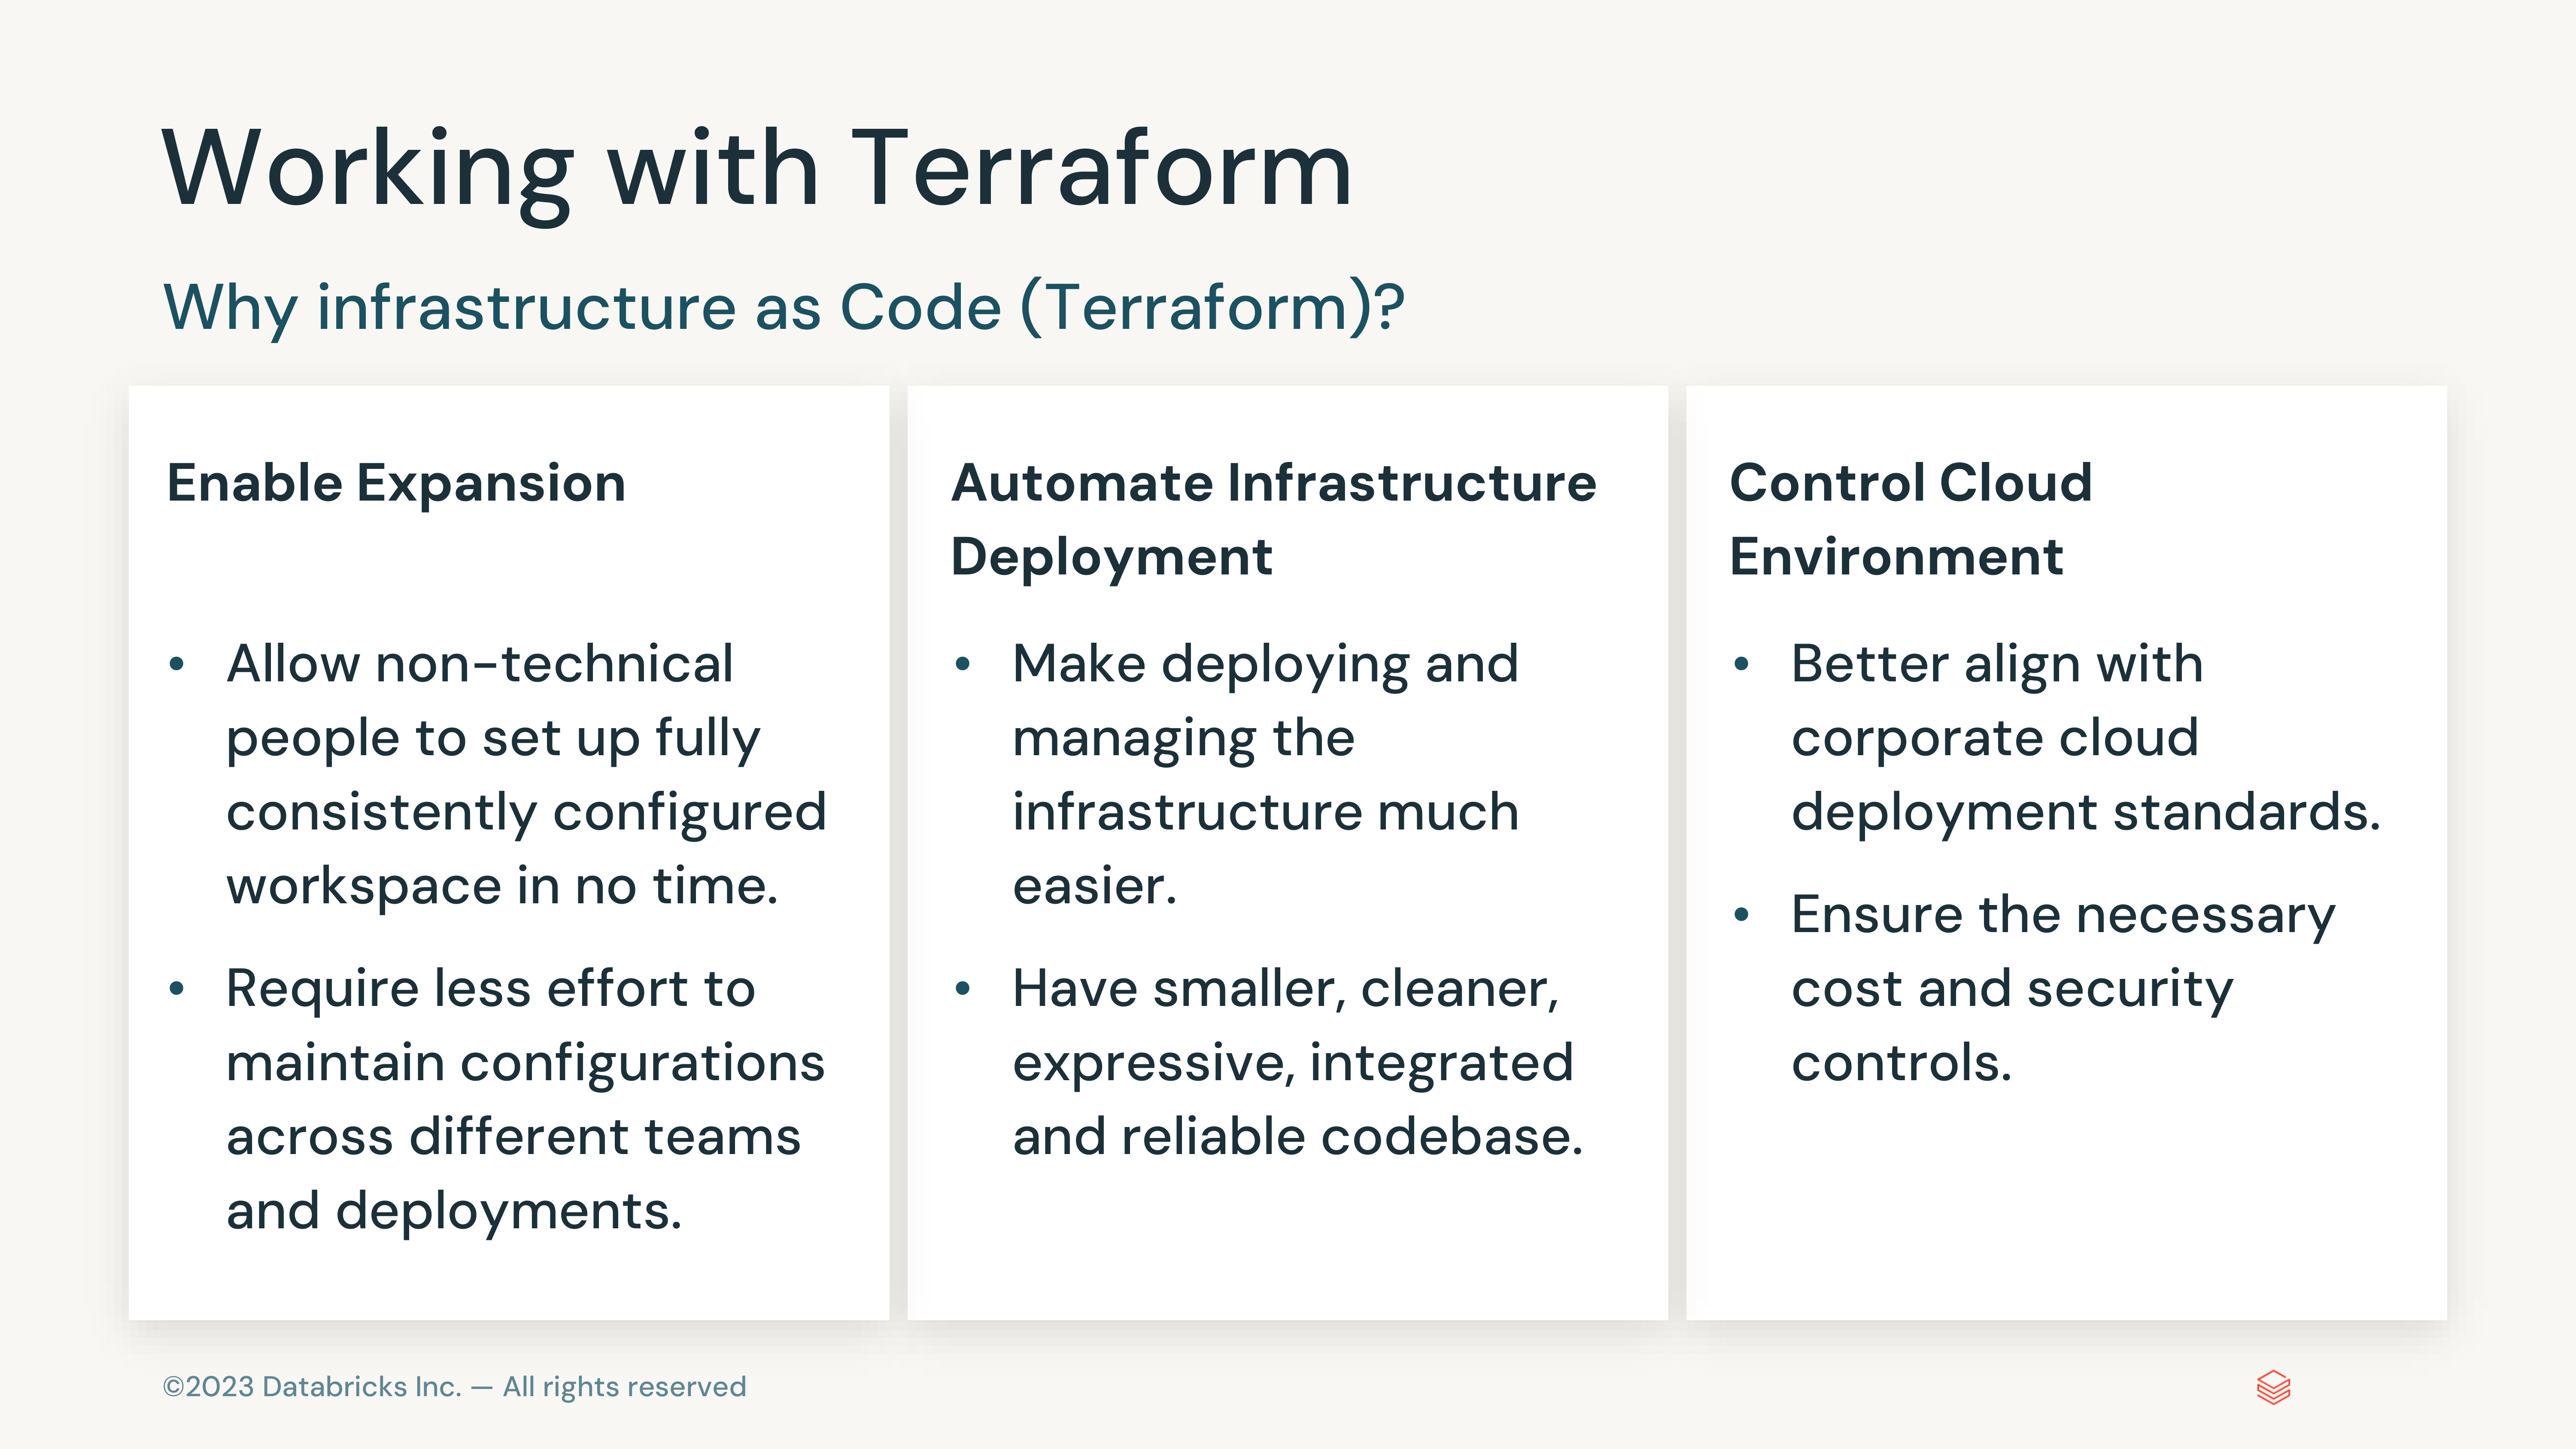 Working with Terraform
Why infrastructure as Code (Terraform)?
Enable Expansion
• Allow non-technical
people to set up fully
consistently configured
workspace in no time.
• Require less effort to
maintain configurations
across different teams
and deployments.
Automate Infrastructure
Deployment
• Make deploying and
managing the
infrastructure much
easier.
• Have smaller, cleaner,
expressive, integrated
and reliable codebase.
Control Cloud
Environment
• Better align with
corporate cloud
deployment standards.
• Ensure the necessary
cost and security
controls.
©2023 Databricks Inc. — All rights reserved